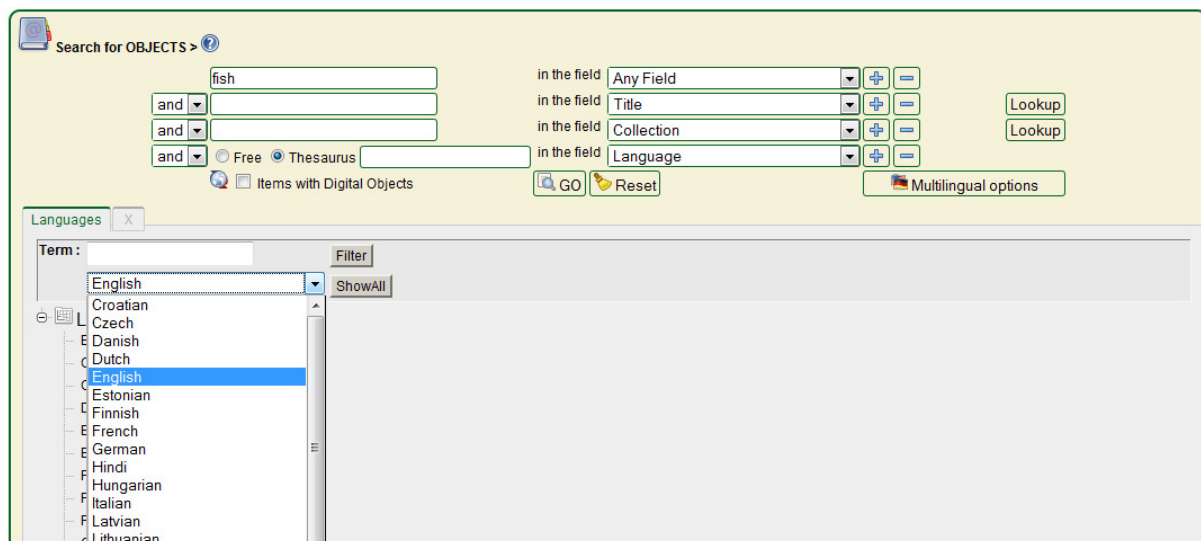 Search for OBJECTS >
fish in the field Any Field
and in the field Title Lookup
and in the field Collection Lookup
and Free Thesaurus in the field Language
Items with Digital Objects GO Reset Multilingual options
Languages X
Term : Filter
English ShowAll
Croatian
L Czech
E Danish
C Dutch
C English
D Estonian
Finnish
E French
E German
Hindi
F Hungarian
F Italian
F Latvian
Lithuanian